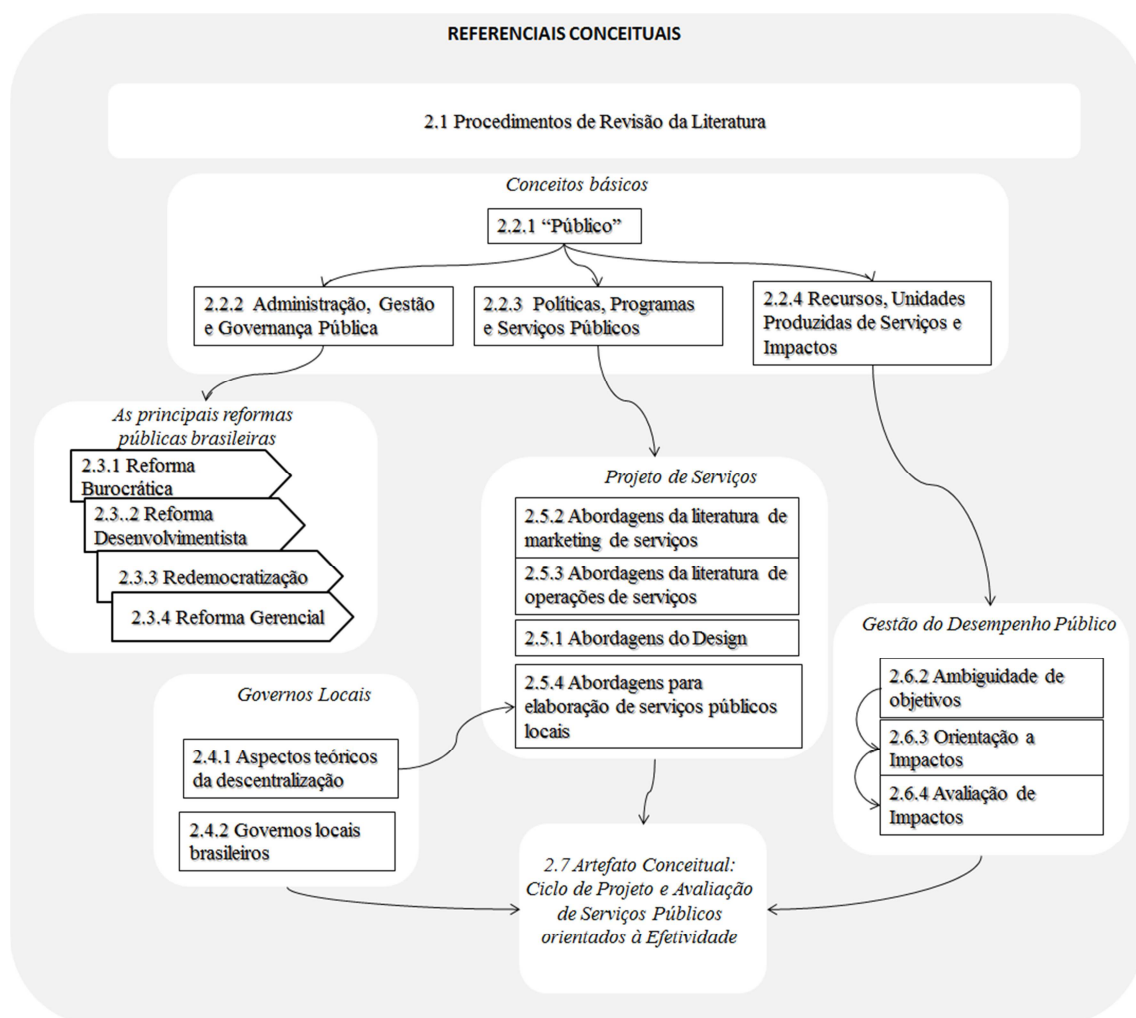 REFERENCIAIS CONCEITUAIS
2.1 Procedimentos de Revisão da Literatura
Conceitos básicos
2.2.1 “Público”
2.2.2 Administração, Gestão
e Governança Pública
2.2.3 Políticas, Programas
e Serviços Públicos
2.2.4 Recursos, Unidades
Produzidas de Serviços e
Impactos
As principais reformas
públicas brasileiras
2.3.1 Reforma
Burocrática
2.3..2 Reforma
Desenvolvimentista
2.3.3 Redemocratização
2.3.4 Reforma Gerencial
Projeto de Serviços
2.5.2 Abordagens da literatura de
marketing de serviços
2.5.3 Abordagens da literatura de
operações de serviços
2.5.1 Abordagens do Design
2.5.4 Abordagens para
elaboração de serviços públicos
locais
Gestão do Desempenho Público
2.6.2 Ambiguidade de
objetivos
2.6.3 Orientação a
Impactos
2.6.4 Avaliação de
Impactos
Governos Locais
2.4.1 Aspectos teóricos
da descentralização
2.4.2 Governos locais
brasileiros
2.7 Artefato Conceitual:
Ciclo de Projeto e Avaliação
de Serviços Públicos
orientados à Efetividade